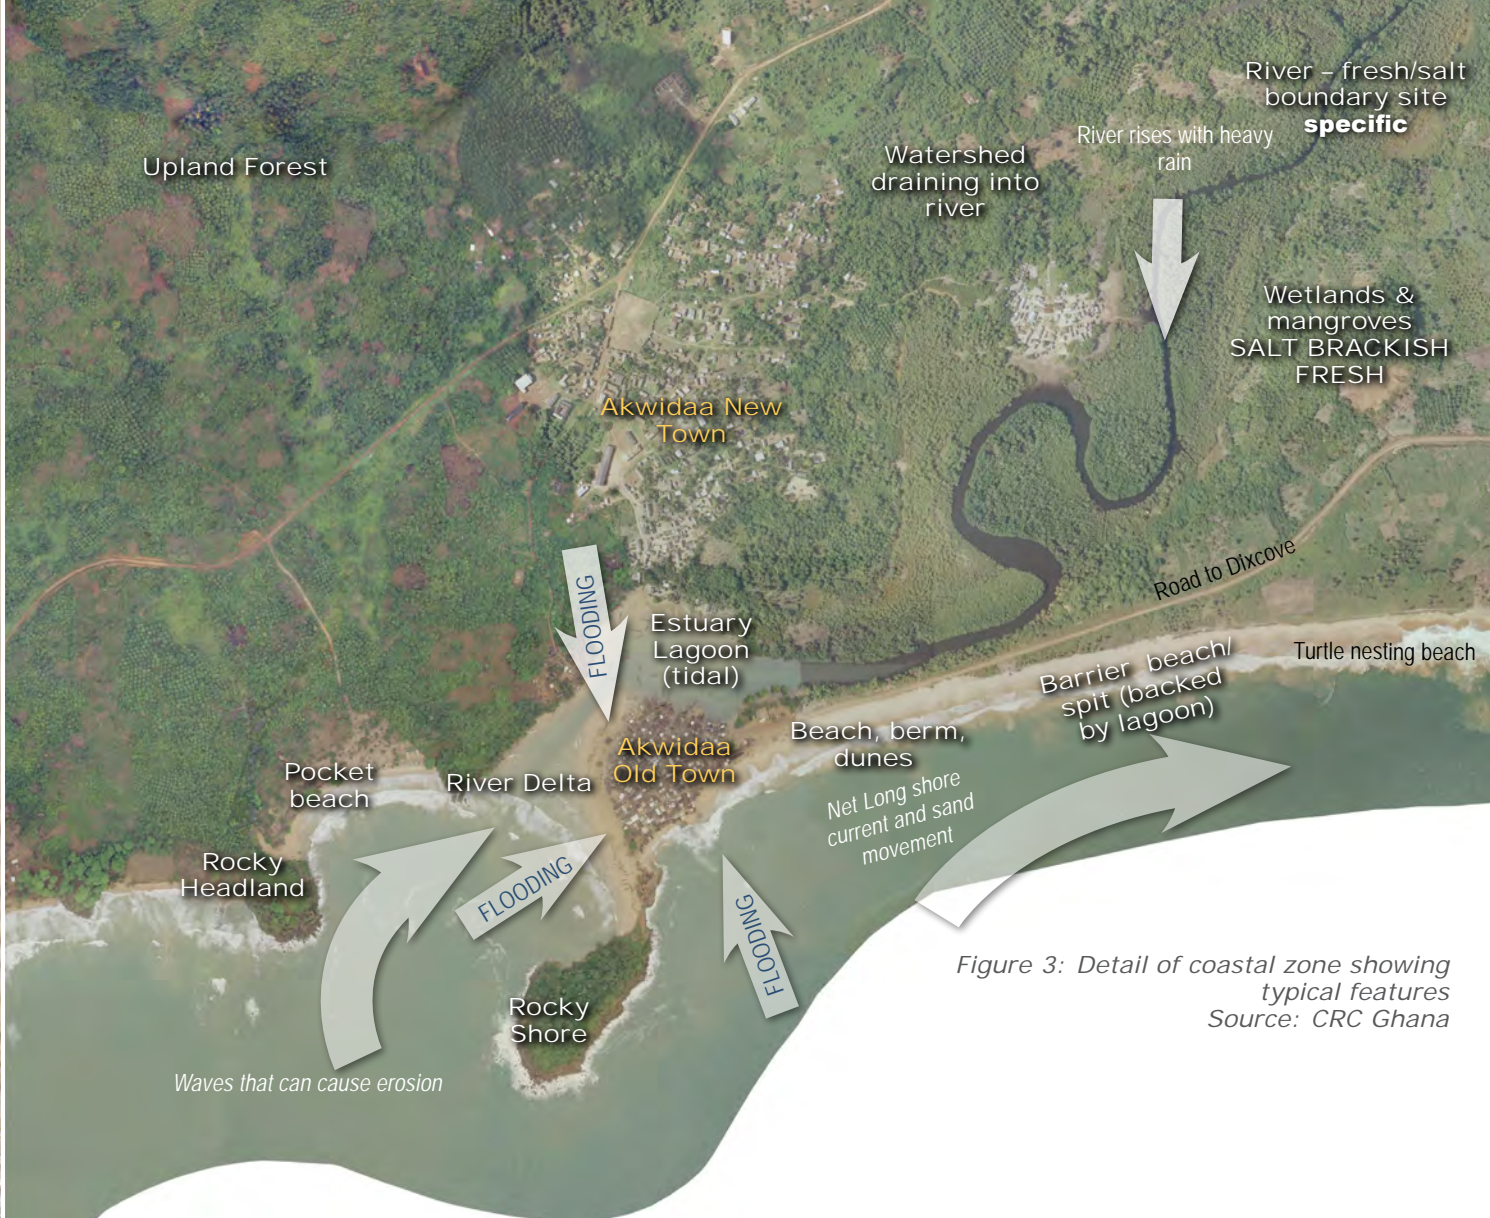 River – fresh/salt
boundary site
specific
River rises with heavy
rain
Watershed
draining into
river
Upland Forest
Wetlands &
mangroves
SALT BRACKISH
FRESH
Akwidaa New
Town
Road to Dixcove
FLOODING
Estuary
Lagoon
(tidal)
Turtle nesting beach
Barrier beach/
spit (backed
by lagoon)
Beach, berm,
dunes
Akwidaa
Old Town
River Delta
Pocket
beach
Net Long shore
current and sand
movement
Rocky
Headland
FLOODING
FLOODING
Rocky
Shore
Waves that can cause erosion
Figure 3: Detail of coastal zone showing
typical features
Source: CRC Ghana